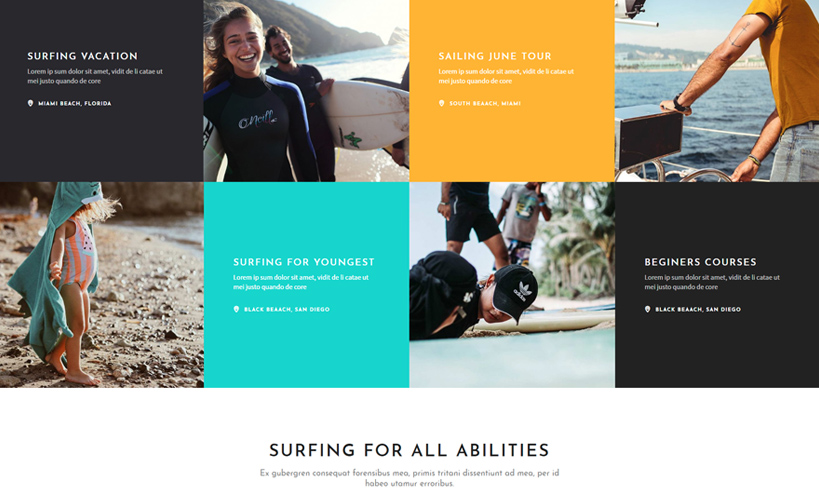 SURFING VACATION
Lorem ip sum dolor sit amet, vidit de li catae ut
mei justo quando de core
MIAMI BEACH, FLORIDA
O'Neill
SAILING JUNE TOUR
Lorem ip sum dolor sit amet, vidit de li catae ut
mei justo quando de core
SOUTH BEAACH, MIAMI
SURFING FOR YOUNGEST
Lorem ip sum dolor sit amet, vidit de li catae ut
mei justo quando de core
BLACK BEAACH, SAN DIEGO
adidas
BEGINERS COURSES
Lorem ip sum dolor sit amet, vidit de li catae ut
mei justo quando de core
BLACK BEAACH, SAN DIEGO
SURFING FOR ALL ABILITIES
Ex gubergren consequat forensibus mea, primis tritani dissentiunt ad mea, per id
habeo utamur erroribus.